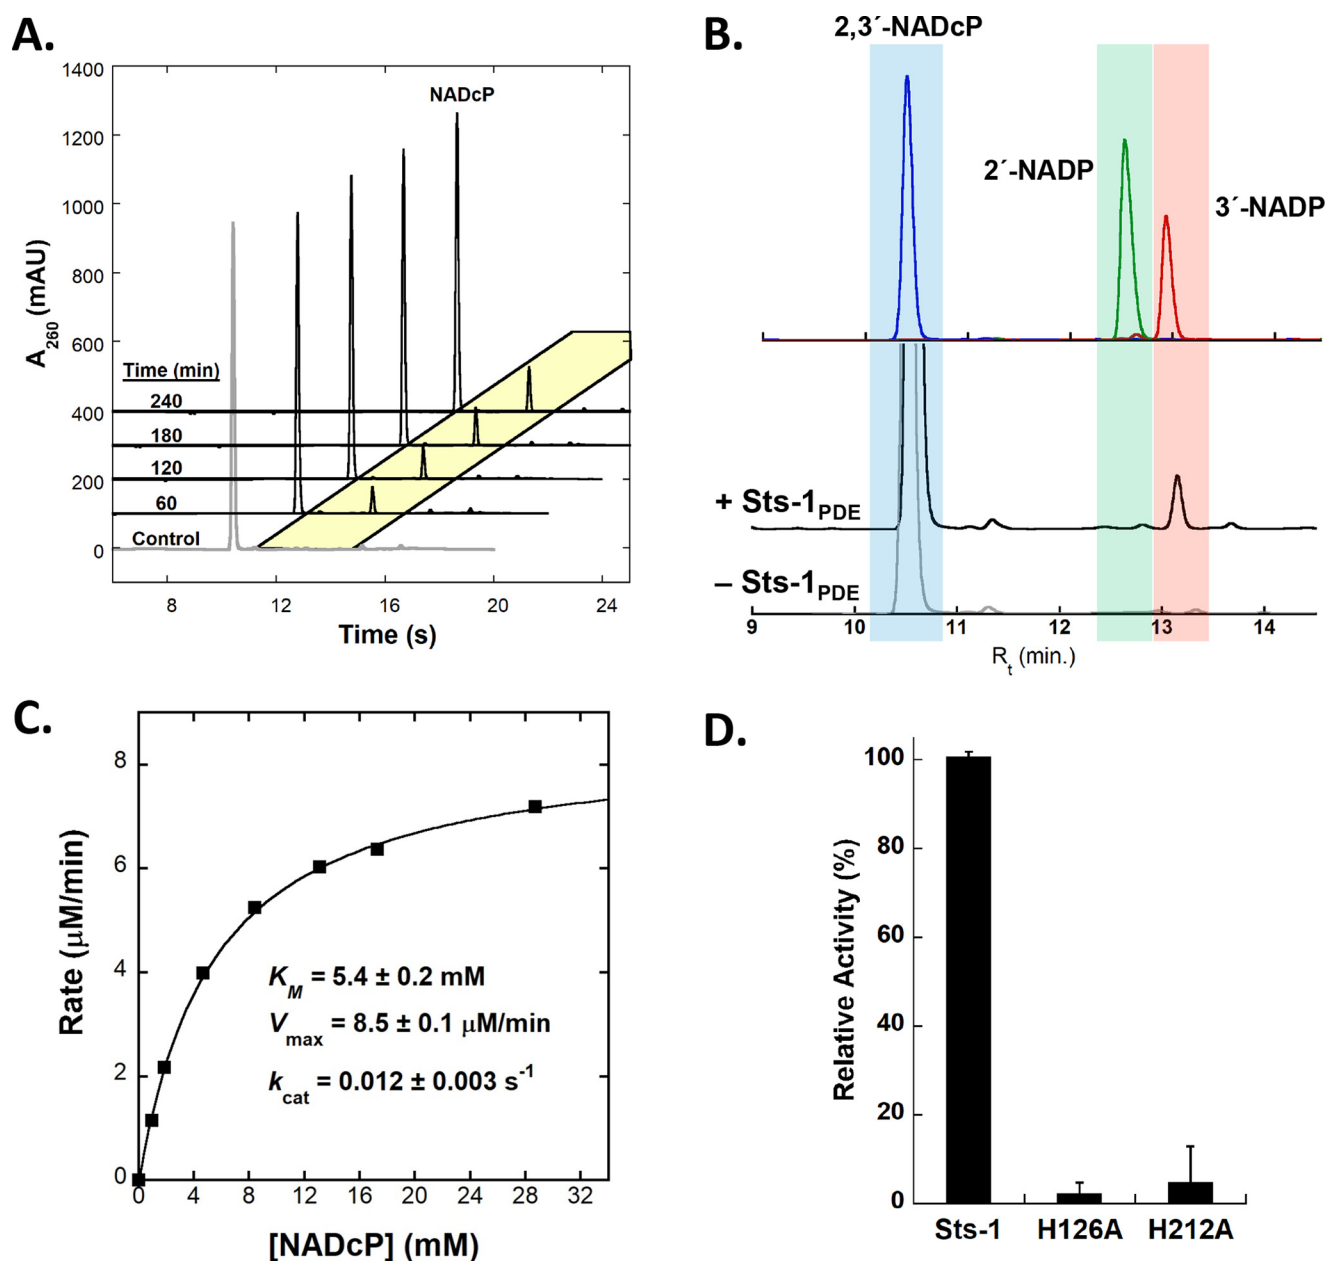 A.
1400
1200
1000
800
600
400
200
0
A260 (mAU)
NADcP
Time (min)
240
180
120
60
Control
8 12 16 20 24
Time (s)
B.
2,3´-NADcP
2´-NADP
3´-NADP
+ Sts-1PDE
– Sts-1PDE
9 10 11 12 13 14
Rt (min.)
C.
8
6
4
2
0
Rate (μM/min)
KM = 5.4 ± 0.2 mM
Vmax = 8.5 ± 0.1 μM/min
kcat = 0.012 ± 0.003 s-1
0 4 8 12 16 20 24 28 32
[NADcP] (mM)
D.
100
80
60
40
20
0
Relative Activity (%)
Sts-1 H126A H212A